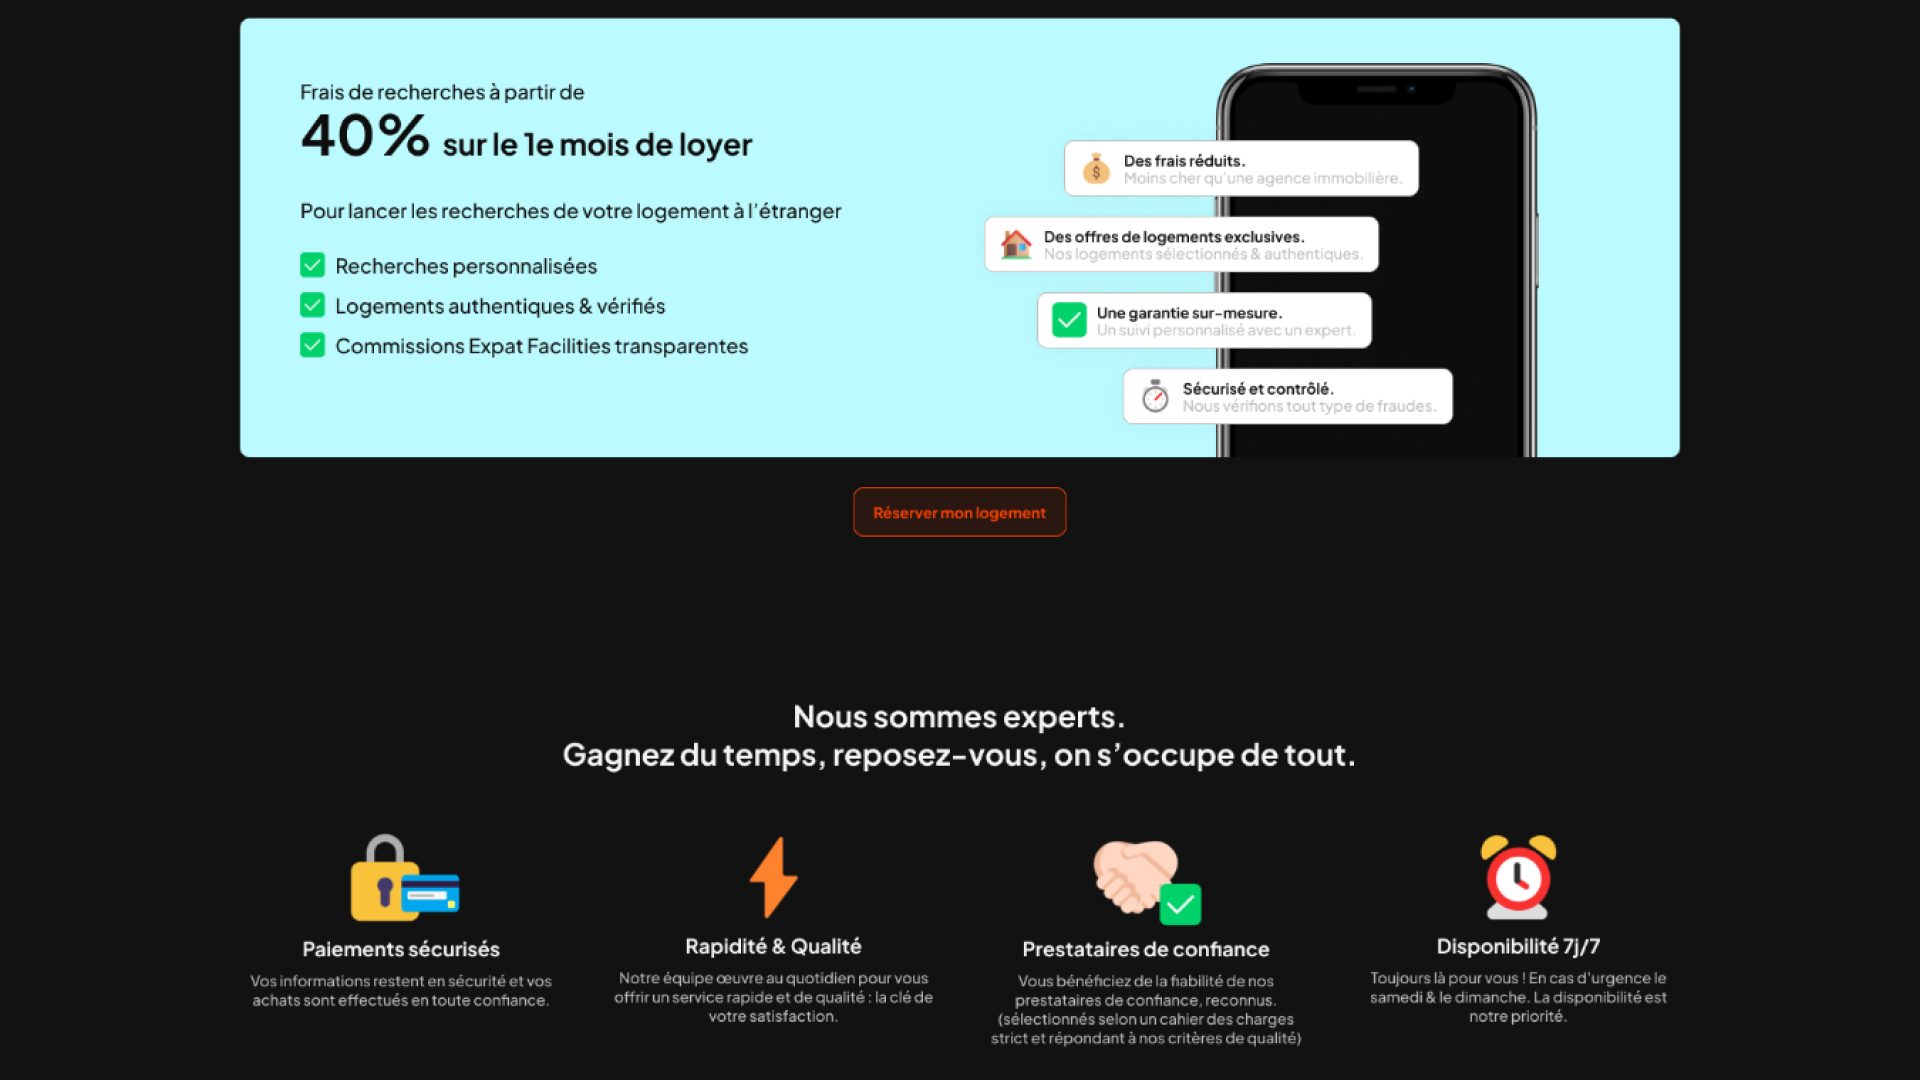 Frais de recherches à partir de
40% sur le 1e mois de loyer
Pour lancer les recherches de votre logement à l'étranger
Recherches personnalisées
Logements authentiques & vérifiés
Commissions Expat Facilities transparentes
Des frais réduits.
Moins cher qu'une agence immobilière.
Des offres de logements exclusives.
Nos logements sélectionnés & authentiques.
Une garantie sur-mesure.
Un suivi personnalisé avec un expert.
Sécurisé et contrôlé.
Nous vérifions tout type de fraudes.
Réserver mon logement
Nous sommes experts.
Gagnez du temps, reposez-vous, on s'occupe de tout.
Paiements sécurisés
Vos informations restent en sécurité et vos
achats sont effectués en toute confiance.
Rapidité & Qualité
Notre équipe œuvre au quotidien pour vous
offrir un service rapide et de qualité : la clé de
votre satisfaction.
Prestataires de confiance
Vous bénéficiez de la fiabilité de nos
prestataires de confiance, reconnus.
(sélectionnés selon un cahier des charges
strict et répondant à nos critères de qualité)
Disponibilité 7j/7
Toujours là pour vous ! En cas d'urgence le
samedi & le dimanche. La disponibilité est
notre priorité.